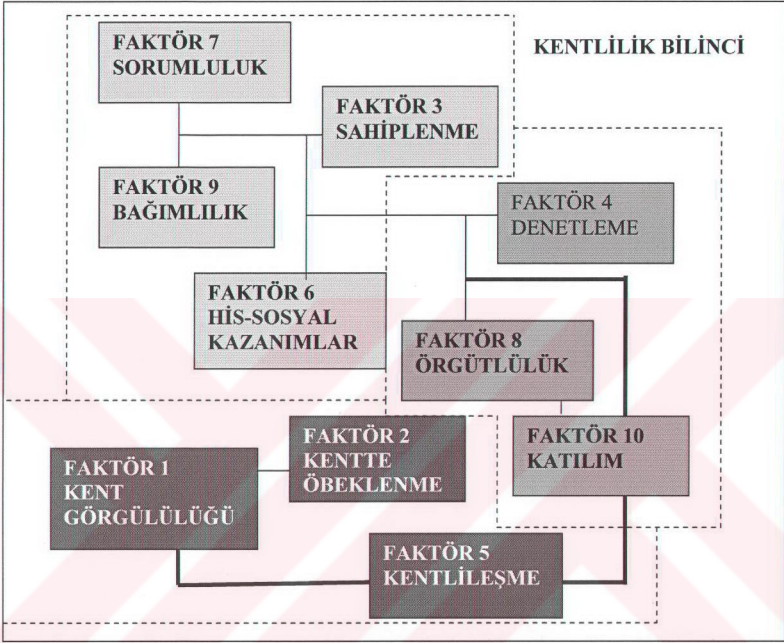 KENTLİLİK BİLİNCİ
FAKTÖR 7
SORUMLULUK
FAKTÖR 3
SAHİPLENME
FAKTÖR 9
BAĞIMLILIK
FAKTÖR 4
DENETLEME
FAKTÖR 6
HİS-SOSYAL
KAZANIMLAR
FAKTÖR 8
ÖRGÜTLÜLÜK
FAKTÖR 2
KENTTE
ÖBEKLENME
FAKTÖR 10
KATILIM
FAKTÖR 1
KENT
GÖRGÜLÜLÜĞÜ
FAKTÖR 5
KENTLİLEŞME